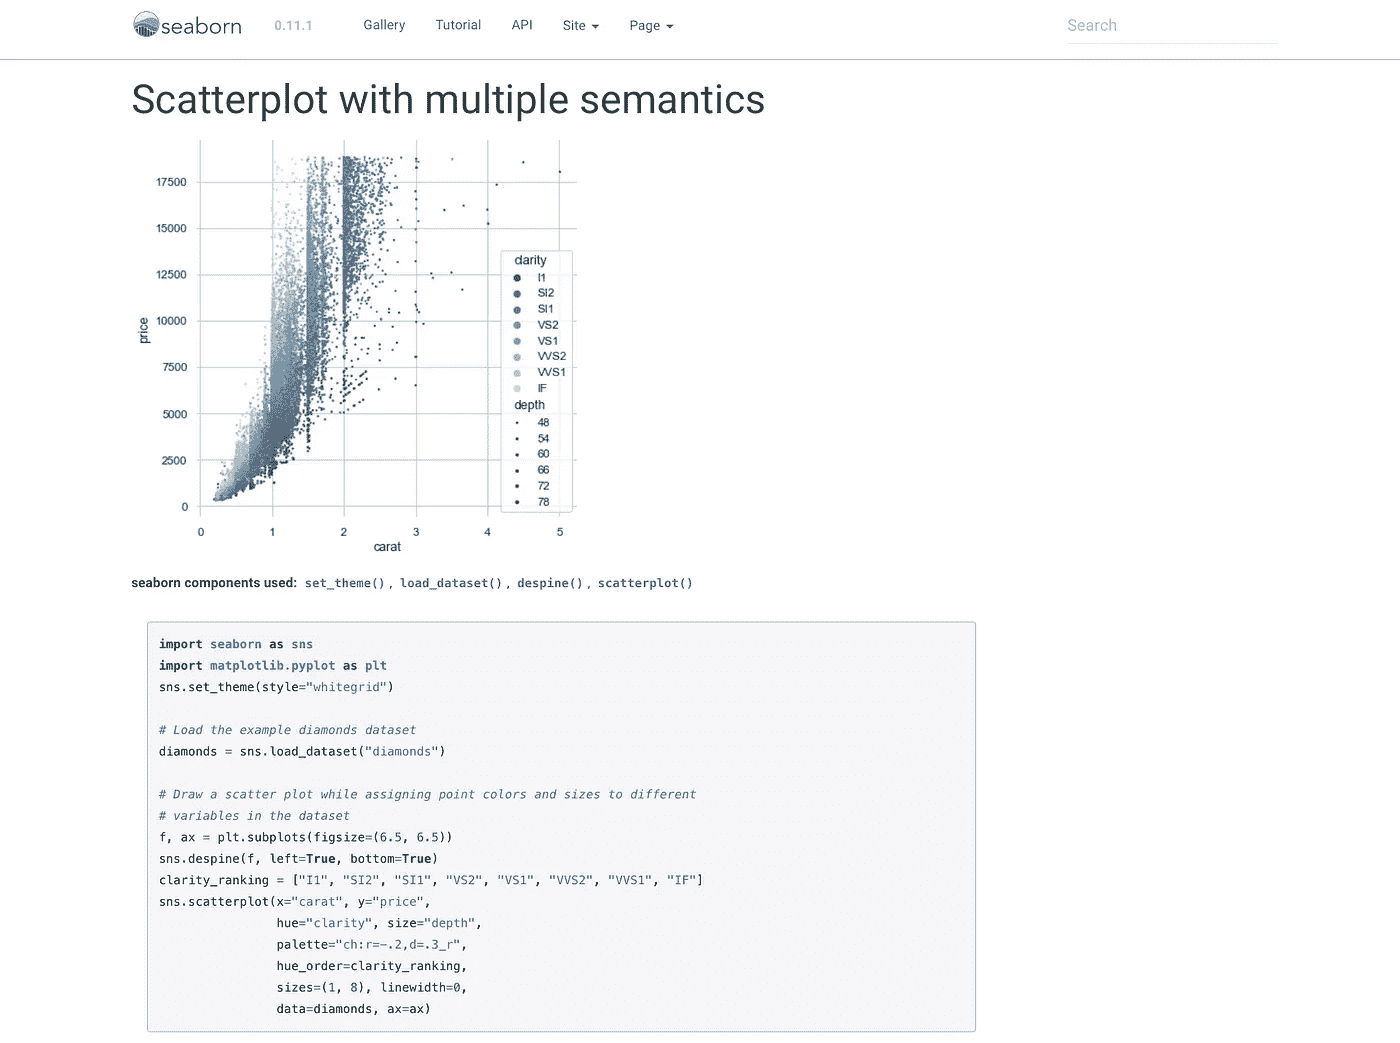 seaborn 0.11.1 Gallery Tutorial API Site Page Search
Scatterplot with multiple semantics
17500
15000
12500
10000
7500
5000
2500
0
price
0 1 2 3 4 5
carat
clarity
I1
SI2
SI1
VS2
VS1
VVS2
VVS1
IF
depth
48
54
60
66
72
78
seaborn components used: set_theme(), load_dataset(), despine(), scatterplot()
import seaborn as sns
import matplotlib.pyplot as plt
sns.set_theme(style="whitegrid")
# Load the example diamonds dataset
diamonds = sns.load_dataset("diamonds")
# Draw a scatter plot while assigning point colors and sizes to different
# variables in the dataset
f, ax = plt.subplots(figsize=(6.5, 6.5))
sns.despine(f, left=True, bottom=True)
clarity_ranking = ["I1", "SI2", "SI1", "VS2", "VS1", "VVS2", "VVS1", "IF"]
sns.scatterplot(x="carat", y="price",
hue="clarity", size="depth",
palette="ch:r=-.2,d=.3_r",
hue_order=clarity_ranking,
sizes=(1, 8), linewidth=0,
data=diamonds, ax=ax)